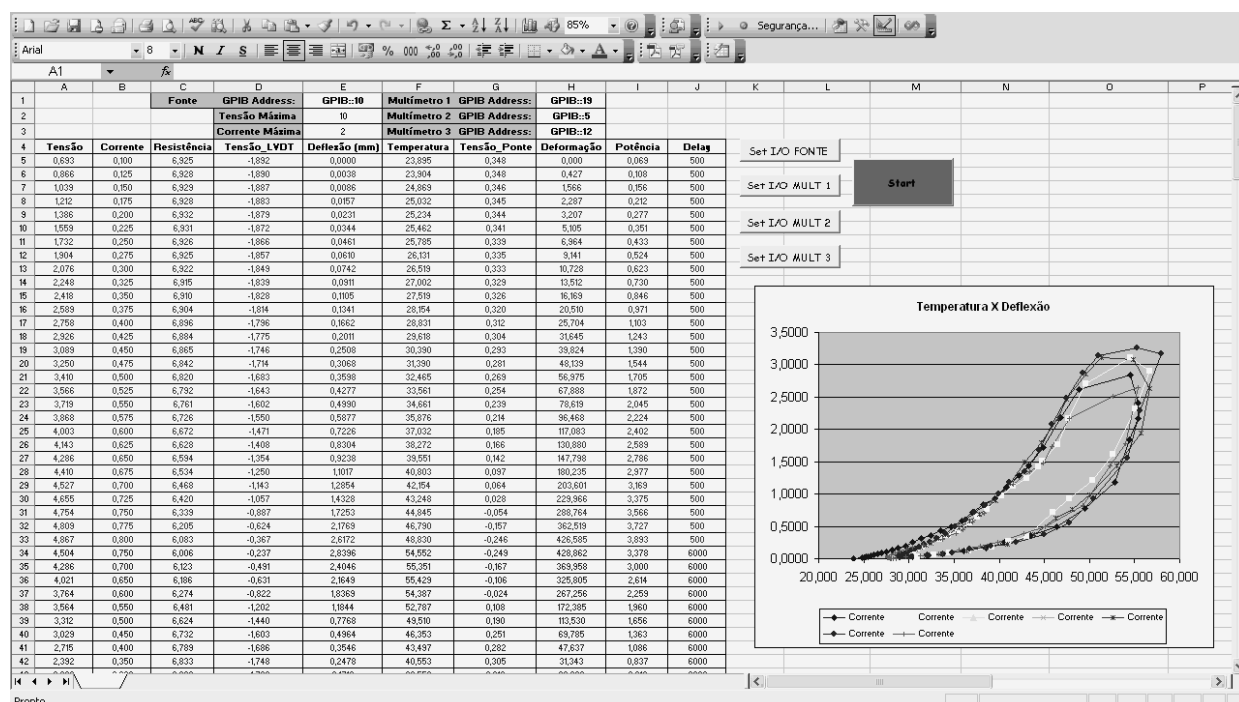 85% Segurança...
Arial 8 N I S % 000
A1 fx
A B C D E F G H I J K L M N O P
1 Fonte GPIB Address: GPIB::10 Multímetro 1 GPIB Address: GPIB::19
2 Tensão Máxima 10 Multímetro 2 GPIB Address: GPIB::5
3 Corrente Máxima 2 Multímetro 3 GPIB Address: GPIB::12
4 Tensão Corrente Resistência Tensão_LVDT Deflexão (mm) Temperatura Tensão_Ponte Deformação Potência Delay
5 0,693 0,100 6,925 -1,892 0,0000 23,895 0,348 0,000 0,069 500
6 0,866 0,125 6,928 -1,890 0,0038 23,904 0,348 0,427 0,108 500
7 1,039 0,150 6,929 -1,887 0,0086 24,869 0,346 1,566 0,156 500
8 1,212 0,175 6,928 -1,883 0,0157 25,032 0,345 2,287 0,212 500
9 1,386 0,200 6,932 -1,879 0,0231 25,234 0,344 3,207 0,277 500
10 1,559 0,225 6,931 -1,872 0,0344 25,462 0,341 5,105 0,351 500
11 1,732 0,250 6,926 -1,866 0,0461 25,785 0,339 6,964 0,433 500
12 1,904 0,275 6,925 -1,857 0,0610 26,131 0,335 9,141 0,524 500
13 2,076 0,300 6,922 -1,849 0,0742 26,519 0,333 10,728 0,623 500
14 2,248 0,325 6,915 -1,839 0,0911 27,002 0,329 13,512 0,730 500
15 2,418 0,350 6,910 -1,828 0,1105 27,519 0,326 16,169 0,846 500
16 2,589 0,375 6,904 -1,814 0,1341 28,154 0,320 20,510 0,971 500
17 2,758 0,400 6,896 -1,796 0,1662 28,831 0,312 25,704 1,103 500
18 2,926 0,425 6,884 -1,775 0,2011 29,618 0,304 31,645 1,243 500
19 3,089 0,450 6,865 -1,746 0,2508 30,390 0,293 39,824 1,390 500
20 3,250 0,475 6,842 -1,714 0,3068 31,390 0,281 48,139 1,544 500
21 3,410 0,500 6,820 -1,683 0,3598 32,465 0,269 56,975 1,705 500
22 3,566 0,525 6,792 -1,643 0,4277 33,561 0,254 67,888 1,872 500
23 3,719 0,550 6,761 -1,602 0,4990 34,661 0,239 78,619 2,045 500
24 3,868 0,575 6,726 -1,550 0,5877 35,876 0,214 96,468 2,224 500
25 4,003 0,600 6,672 -1,471 0,7226 37,032 0,185 117,083 2,402 500
26 4,143 0,625 6,628 -1,408 0,8304 38,272 0,166 130,880 2,589 500
27 4,286 0,650 6,594 -1,354 0,9238 39,551 0,142 147,798 2,786 500
28 4,410 0,675 6,534 -1,250 1,1017 40,803 0,097 180,235 2,977 500
29 4,527 0,700 6,468 -1,143 1,2854 42,154 0,064 203,601 3,169 500
30 4,655 0,725 6,420 -1,057 1,4328 43,248 0,028 229,966 3,375 500
31 4,754 0,750 6,339 -0,887 1,7253 44,845 -0,054 288,764 3,566 500
32 4,809 0,775 6,205 -0,624 2,1769 46,790 -0,157 362,519 3,727 500
33 4,867 0,800 6,083 -0,367 2,6172 48,830 -0,246 426,585 3,893 500
34 4,504 0,750 6,006 -0,237 2,8396 54,552 -0,249 428,862 3,378 6000
35 4,286 0,700 6,123 -0,491 2,4046 55,351 -0,167 369,958 3,000 6000
36 4,021 0,650 6,186 -0,631 2,1649 55,429 -0,106 325,805 2,614 6000
37 3,764 0,600 6,274 -0,822 1,8369 54,387 -0,024 267,256 2,259 6000
38 3,564 0,550 6,481 -1,202 1,1844 52,787 0,108 172,385 1,960 6000
39 3,312 0,500 6,624 -1,440 0,7768 49,510 0,190 113,530 1,656 6000
40 3,029 0,450 6,732 -1,603 0,4964 46,353 0,251 69,785 1,363 6000
41 2,715 0,400 6,789 -1,686 0,3546 43,497 0,282 47,637 1,086 6000
42 2,392 0,350 6,833 -1,748 0,2478 40,553 0,305 31,343 0,837 6000
Set I/O FONTE
Set I/O MULT 1
Start
Set I/O MULT 2
Set I/O MULT 3
Temperatura X Deflexão
3,5000
3,0000
2,5000
2,0000
1,5000
1,0000
0,5000
0,0000
20,000 25,000 30,000 35,000 40,000 45,000 50,000 55,000 60,000
Corrente Corrente Corrente Corrente Corrente
Corrente Corrente
Pronto